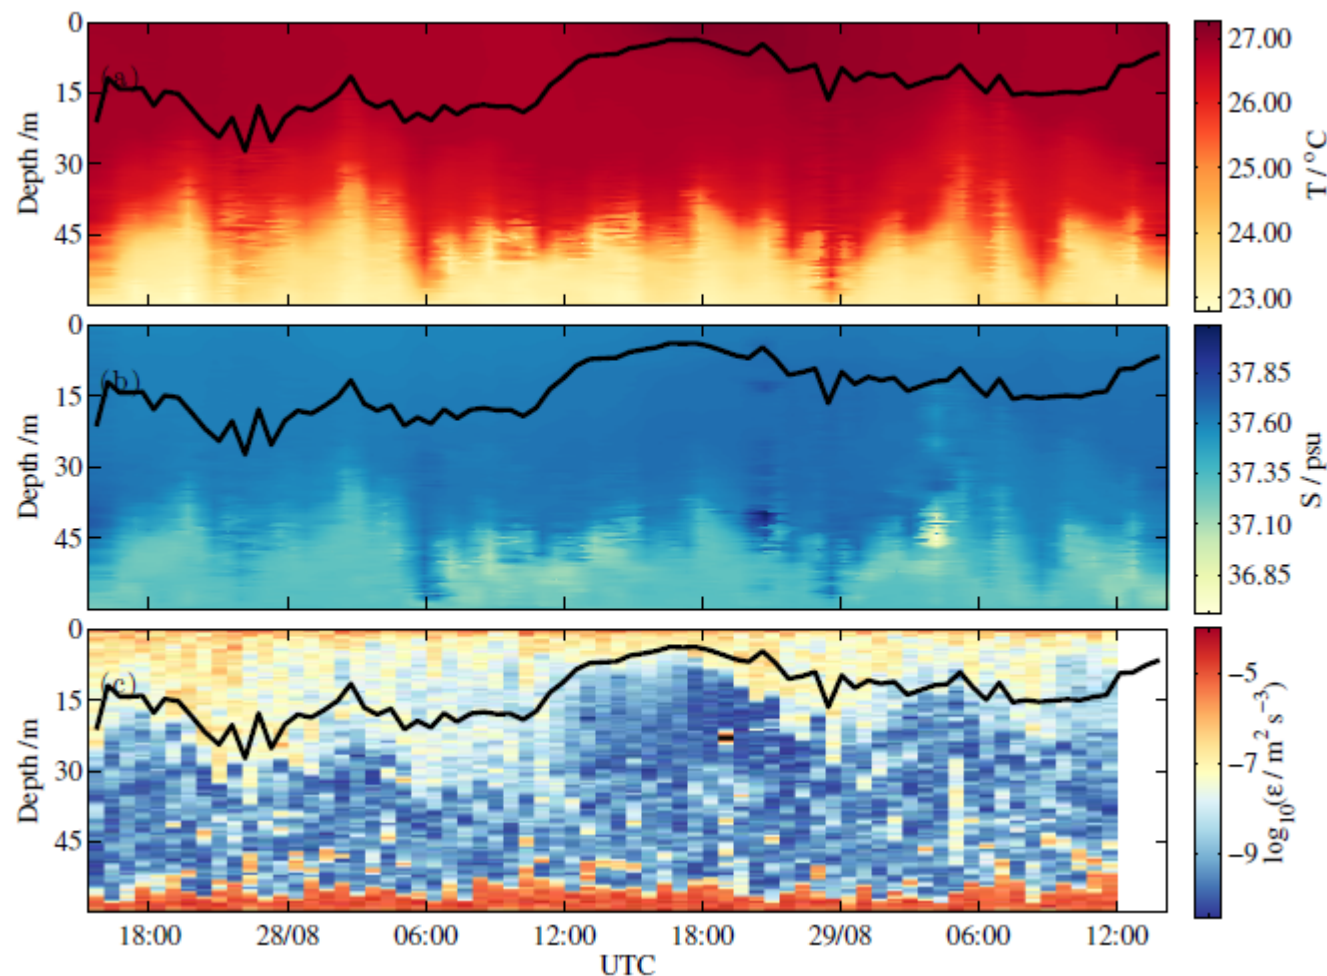 0
15
30
45
Depth /m
(a)
27.00
26.00
25.00
24.00
23.00
T / °C
0
15
30
45
Depth /m
(b)
37.85
37.60
37.35
37.10
36.85
S / psu
0
15
30
45
Depth /m
(c)
−5
−7
−9
log₁₀(ε / m² s⁻³)
18:00 28/08 06:00 12:00 18:00 29/08 06:00 12:00
UTC